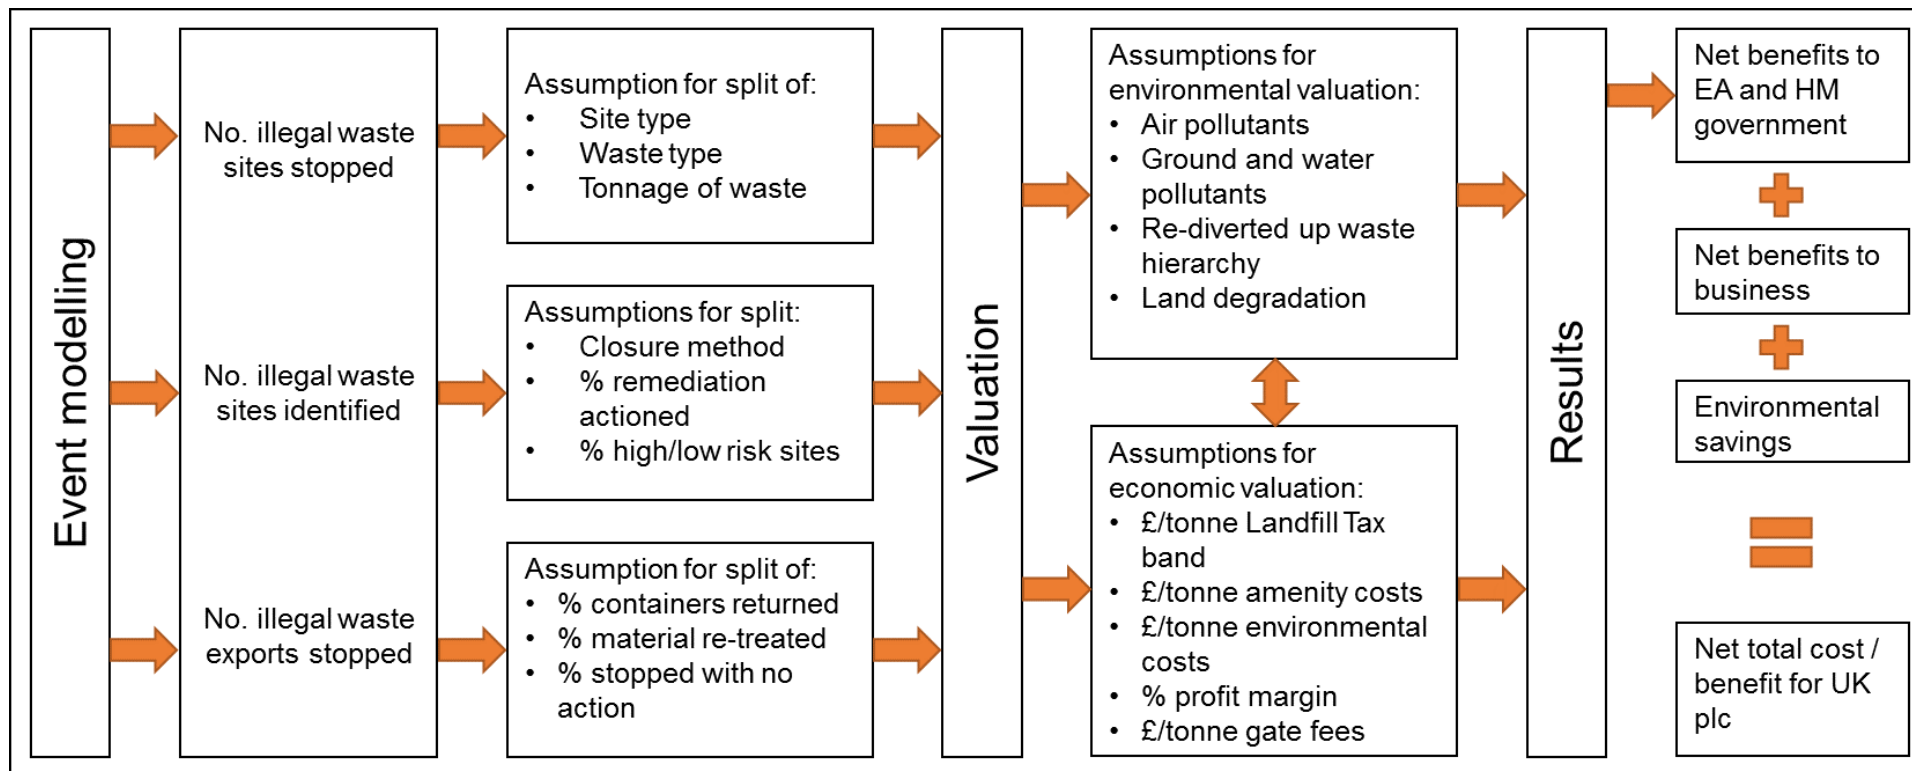 Event modelling
No. illegal waste
sites stopped
No. illegal waste
sites identified
No. illegal waste
exports stopped
Assumption for split of:
• Site type
• Waste type
• Tonnage of waste
Assumptions for split:
• Closure method
• % remediation
actioned
• % high/low risk sites
Assumption for split of:
• % containers returned
• % material re-treated
• % stopped with no
action
Valuation
Assumptions for
environmental valuation:
• Air pollutants
• Ground and water
pollutants
• Re-diverted up waste
hierarchy
• Land degradation
Assumptions for
economic valuation:
• £/tonne Landfill Tax
band
• £/tonne amenity costs
• £/tonne environmental
costs
• % profit margin
• £/tonne gate fees
Results
Net benefits to
EA and HM
government
Net benefits to
business
Environmental
savings
Net total cost /
benefit for UK
plc